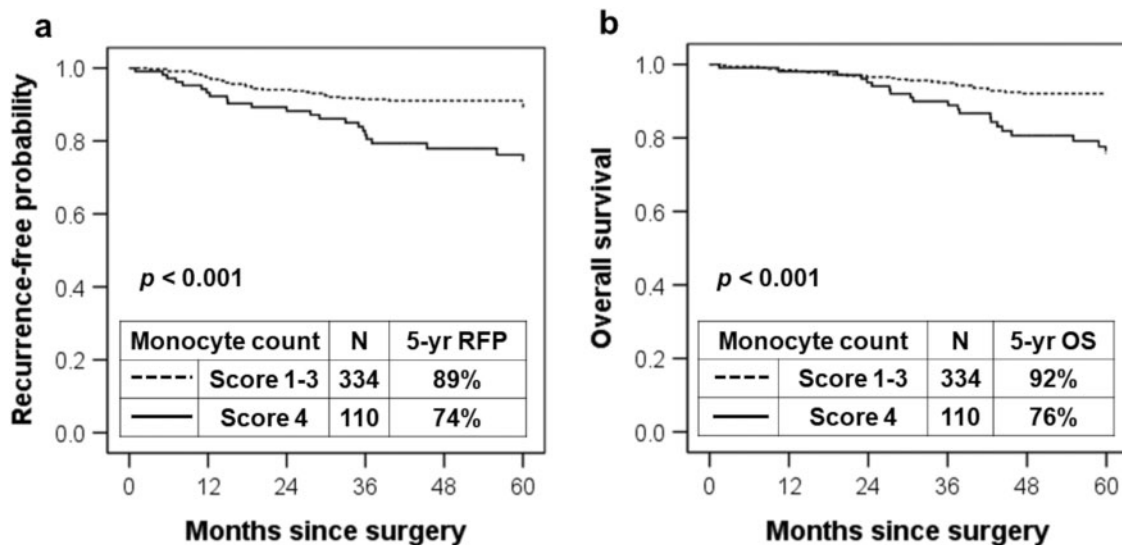 a
Recurrence-free probability
1.0
0.8
0.6
0.4
0.2
0.0
p < 0.001
Monocyte count N 5-yr RFP
Score 1-3 334 89%
Score 4 110 74%
0 12 24 36 48 60
Months since surgery
b
Overall survival
1.0
0.8
0.6
0.4
0.2
0.0
p < 0.001
Monocyte count N 5-yr OS
Score 1-3 334 92%
Score 4 110 76%
0 12 24 36 48 60
Months since surgery